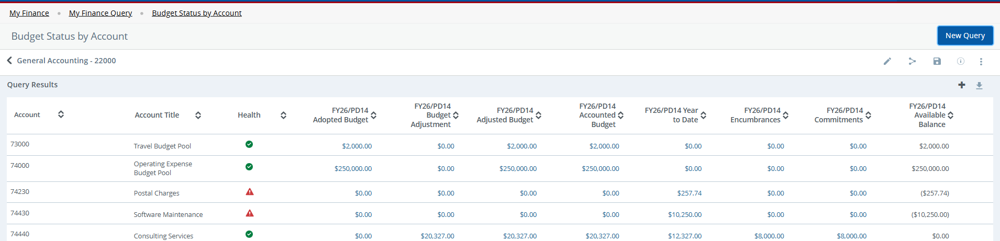 My Finance • My Finance Query • Budget Status by Account
Budget Status by Account
New Query
General Accounting - 22000
Query Results
Account Account Title Health FY26/PD14 Adopted Budget FY26/PD14 Budget Adjustment FY26/PD14 Adjusted Budget FY26/PD14 Accounted Budget FY26/PD14 Year to Date FY26/PD14 Encumbrances FY26/PD14 Commitments FY26/PD14 Available Balance
73000 Travel Budget Pool $2,000.00 $0.00 $2,000.00 $2,000.00 $0.00 $0.00 $0.00 $2,000.00
74000 Operating Expense Budget Pool $250,000.00 $0.00 $250,000.00 $250,000.00 $0.00 $0.00 $0.00 $250,000.00
74230 Postal Charges $0.00 $0.00 $0.00 $0.00 $257.74 $0.00 $0.00 ($257.74)
74430 Software Maintenance $0.00 $0.00 $0.00 $0.00 $10,250.00 $0.00 $0.00 ($10,250.00)
74440 Consulting Services $0.00 $20,327.00 $20,327.00 $20,327.00 $12,327.00 $8,000.00 $8,000.00 $0.00